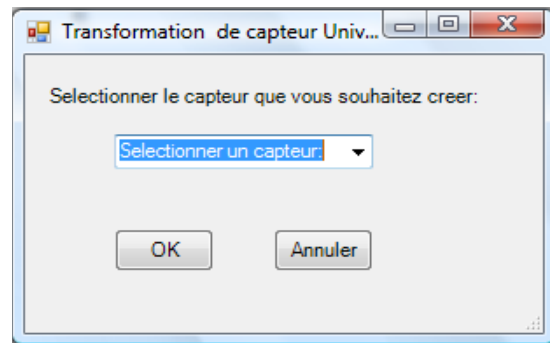 Transformation de capteur Univ...
Selectionner le capteur que vous souhaitez creer:
Selectionner un capteur:
OK
Annuler